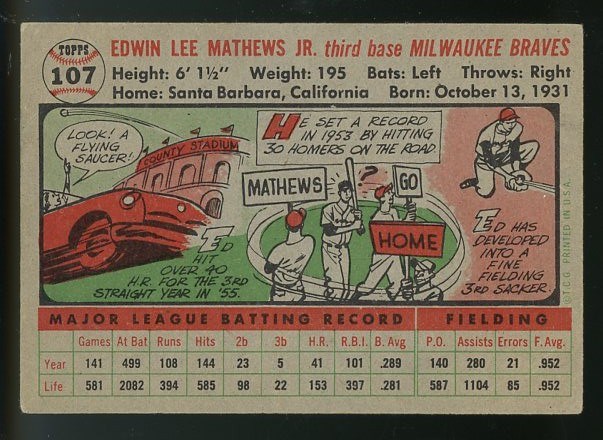 TOPPS
107
EDWIN LEE MATHEWS JR. third base MILWAUKEE BRAVES
Height: 6' 1½" Weight: 195 Bats: Left Throws: Right
Home: Santa Barbara, California Born: October 13, 1931
LOOK! A
FLYING
SAUCER!
COUNTY STADIUM
ED
HIT
OVER 40
H.R. FOR THE 3RD
STRAIGHT YEAR IN '55.
HE SET A RECORD
IN 1953 BY HITTING
30 HOMERS ON THE ROAD
MATHEWS
?
GO
HOME
ED HAS
DEVELOPED
INTO A
FINE
FIELDING
3RD SACKER.
©T.C.G. PRINTED IN U.S.A.
MAJOR LEAGUE BATTING RECORD FIELDING
Games At Bat Runs Hits 2b 3b H.R. R.B.I. B. Avg P.O. Assists Errors F. Avg.
Year 141 499 108 144 23 5 41 101 .289 140 280 21 .952
Life 581 2082 394 585 98 22 153 397 .281 587 1104 85 .952